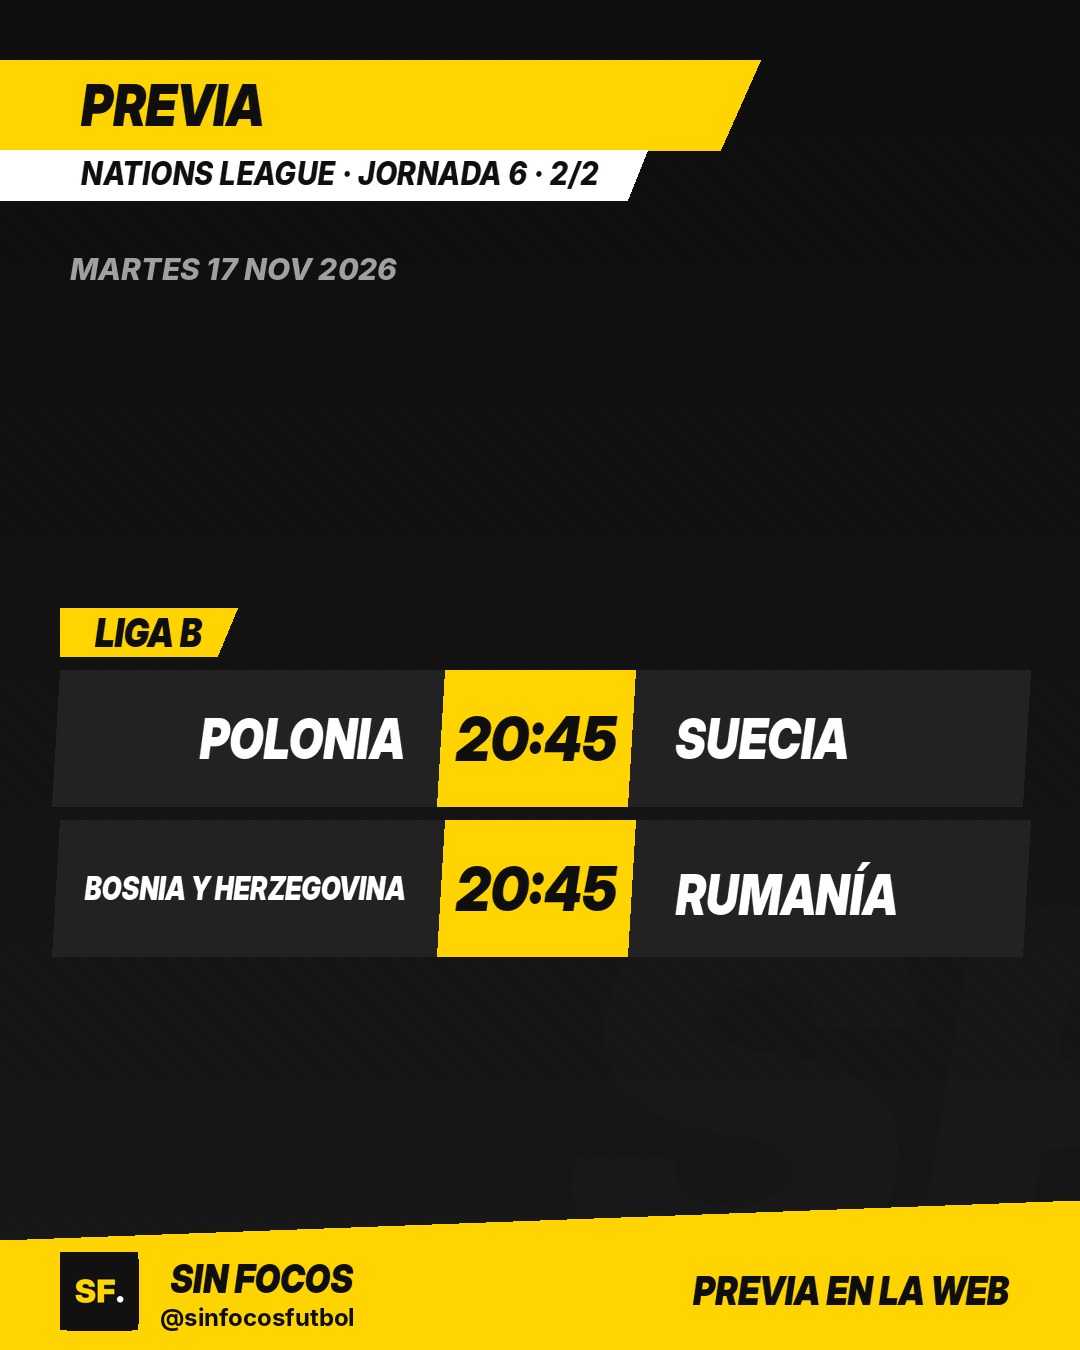 PREVIA
NATIONS LEAGUE · JORNADA 6 · 2/2
MARTES 17 NOV 2026
LIGA B
POLONIA 20:45 SUECIA
BOSNIA Y HERZEGOVINA 20:45 RUMANÍA
SF
SF.
SIN FOCOS
@sinfocosfutbol
PREVIA EN LA WEB